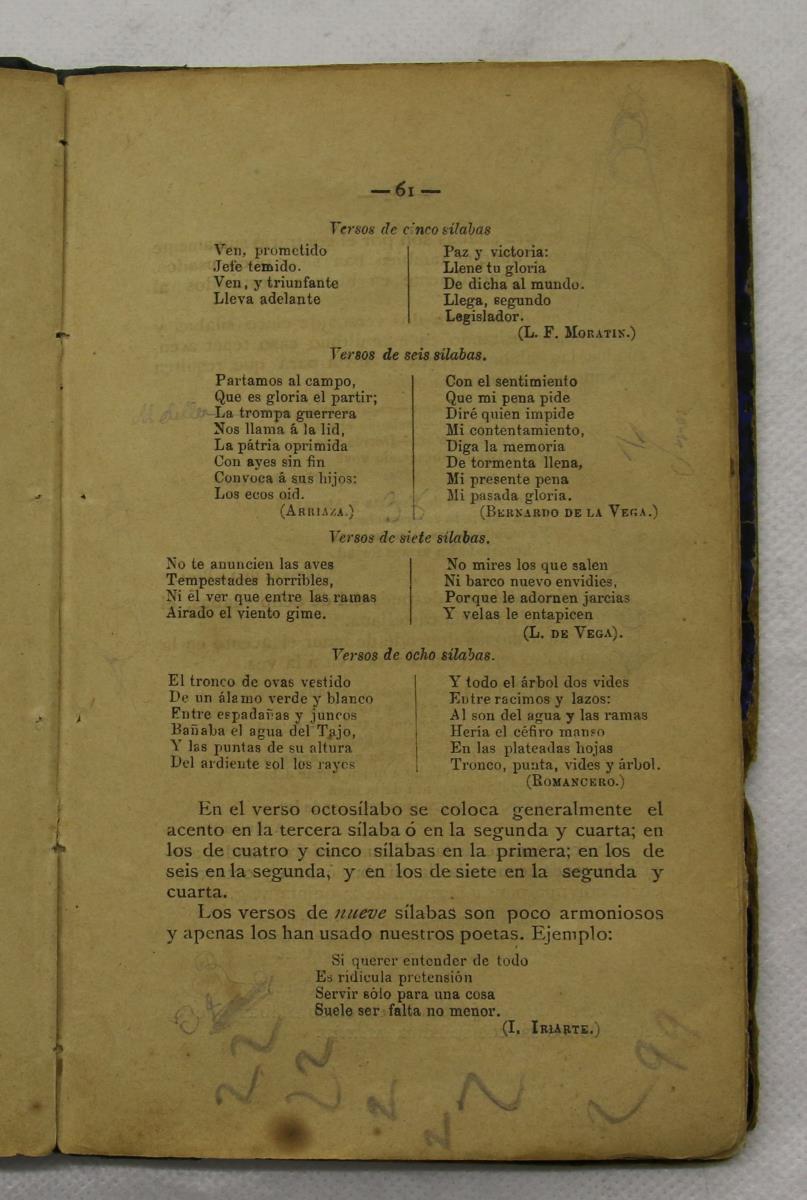 — 61 —
Versos de cinco sílabas
Ven, prometido
Jefe temido.
Ven, y triunfante
Lleva adelante
Paz y victoria:
Llene tu gloria
De dicha al mundo.
Llega, segundo
Legislador.
(L. F. MORATIN.)
Versos de seis sílabas.
Partamos al campo,
Que es gloria el partir;
La trompa guerrera
Nos llama á la lid,
La pátria oprimida
Con ayes sin fin
Convoca á sus hijos:
Los ecos oid.
(ARRIAZA.)
Con el sentimiento
Que mi pena pide
Diré quien impide
Mi contentamiento,
Diga la memoria
De tormenta llena,
Mi presente pena
Mi pasada gloria.
(BERNARDO DE LA VEGA.)
36
Versos de siete sílabas.
No te anuncien las aves
Tempestades horribles,
Ni él ver que entre las ramas
Airado el viento gime.
No mires los que salen
Ni barco nuevo envidies,
Porque le adornen jarcias
Y velas le entapicen
(L. DE VEGA).
Versos de ocho sílabas.
El tronco de ovas vestido
De un álamo verde y blanco
Entre espadañas y juncos
Bañaba el agua del Tajo,
Y las puntas de su altura
Del ardiente sol los rayos
Y todo el árbol dos vides
Entre racimos y lazos:
Al son del agua y las ramas
Heria el céfiro manso
En las plateadas hojas
Tronco, punta, vides y árbol.
(ROMANCERO.)
En el verso octosílabo se coloca generalmente el
acento en la tercera sílaba ó en la segunda y cuarta; en
los de cuatro y cinco sílabas en la primera; en los de
seis en la segunda, y en los de siete en la segunda y
cuarta.
Los versos de nueve sílabas son poco armoniosos
y apenas los han usado nuestros poetas. Ejemplo:
Si querer entender de todo
Es ridicula pretensión
Servir sólo para una cosa
Suele ser falta no menor.
(I. IRIARTE.)
22 22 2 2 2 299